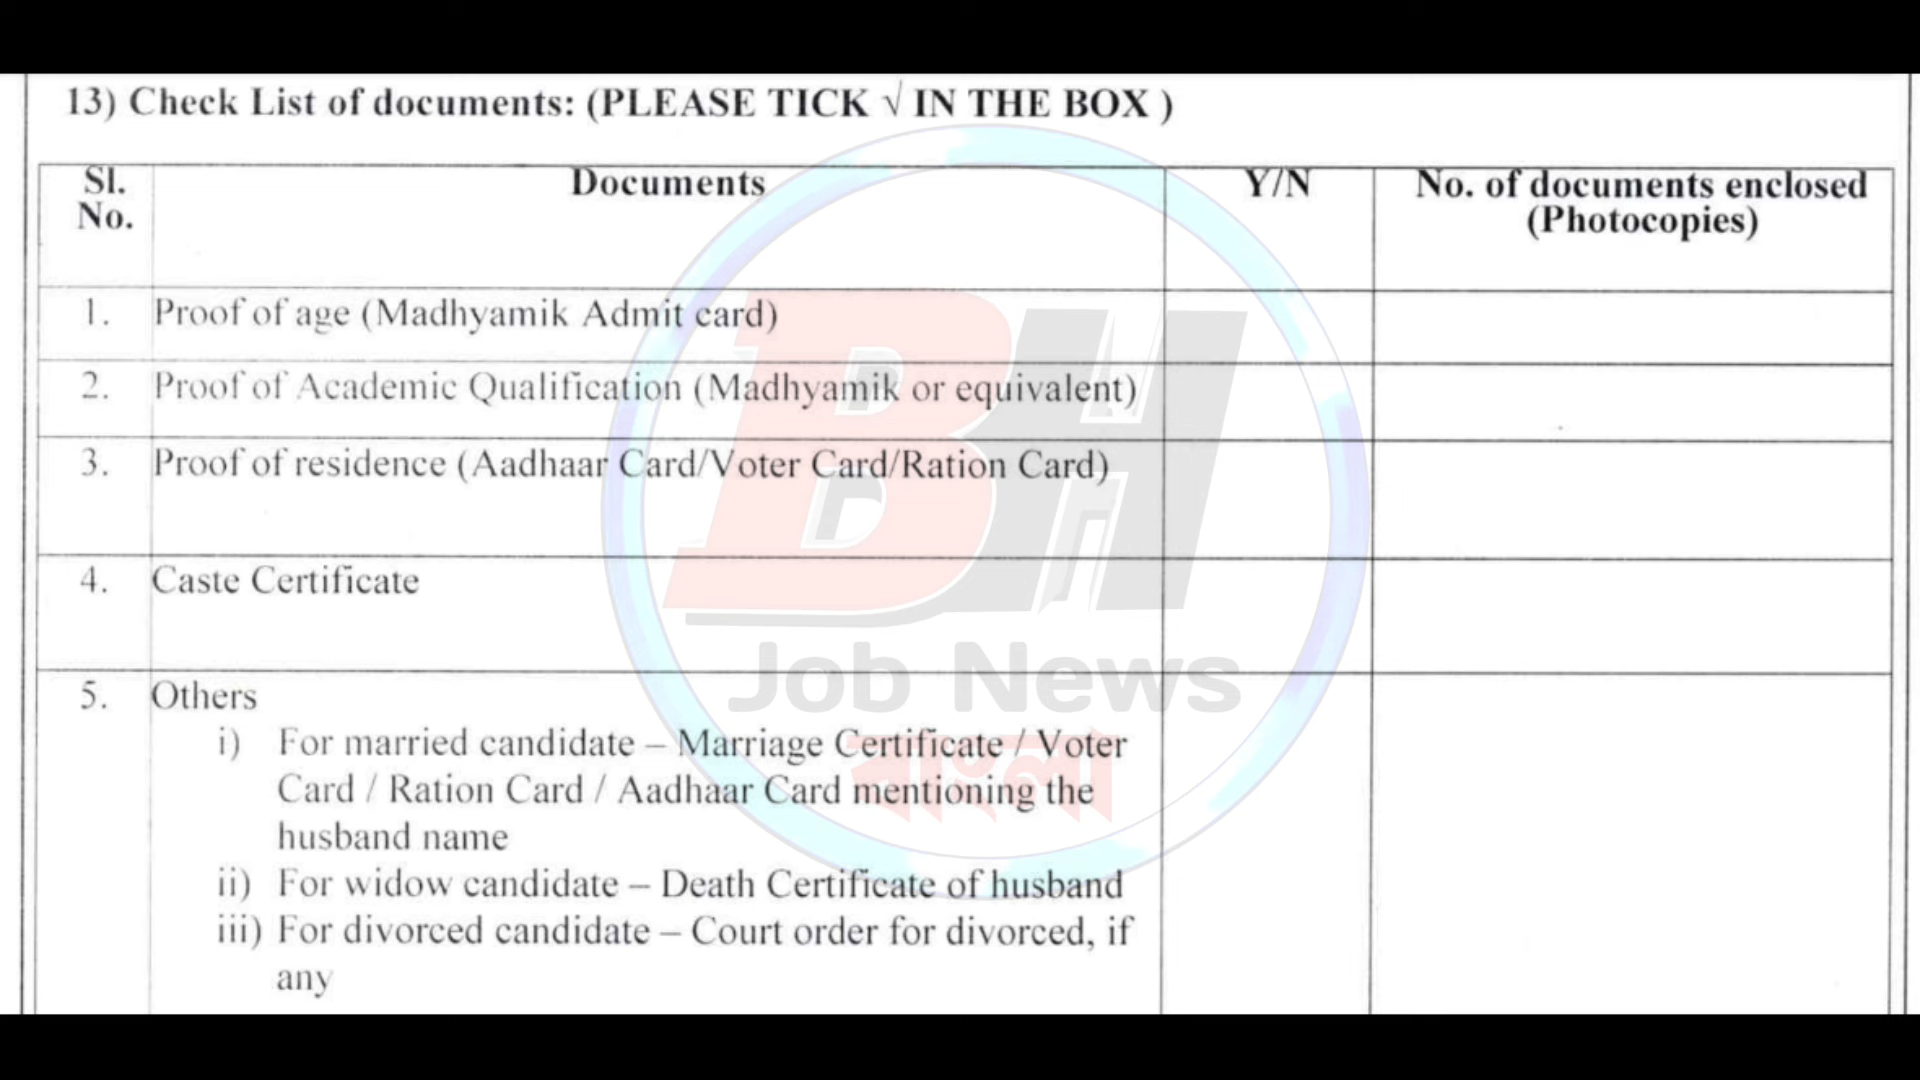 13) Check List of documents: (PLEASE TICK √ IN THE BOX )
Sl. No.
Documents
Y/N
No. of documents enclosed (Photocopies)
1. Proof of age (Madhyamik Admit card)
2. Proof of Academic Qualification (Madhyamik or equivalent)
3. Proof of residence (Aadhaar Card/Voter Card/Ration Card)
4. Caste Certificate
5. Others
i) For married candidate – Marriage Certificate / Voter
Card / Ration Card / Aadhaar Card mentioning the
husband name
ii) For widow candidate – Death Certificate of husband
iii) For divorced candidate – Court order for divorced, if
any
BH
Job News
বাংলা